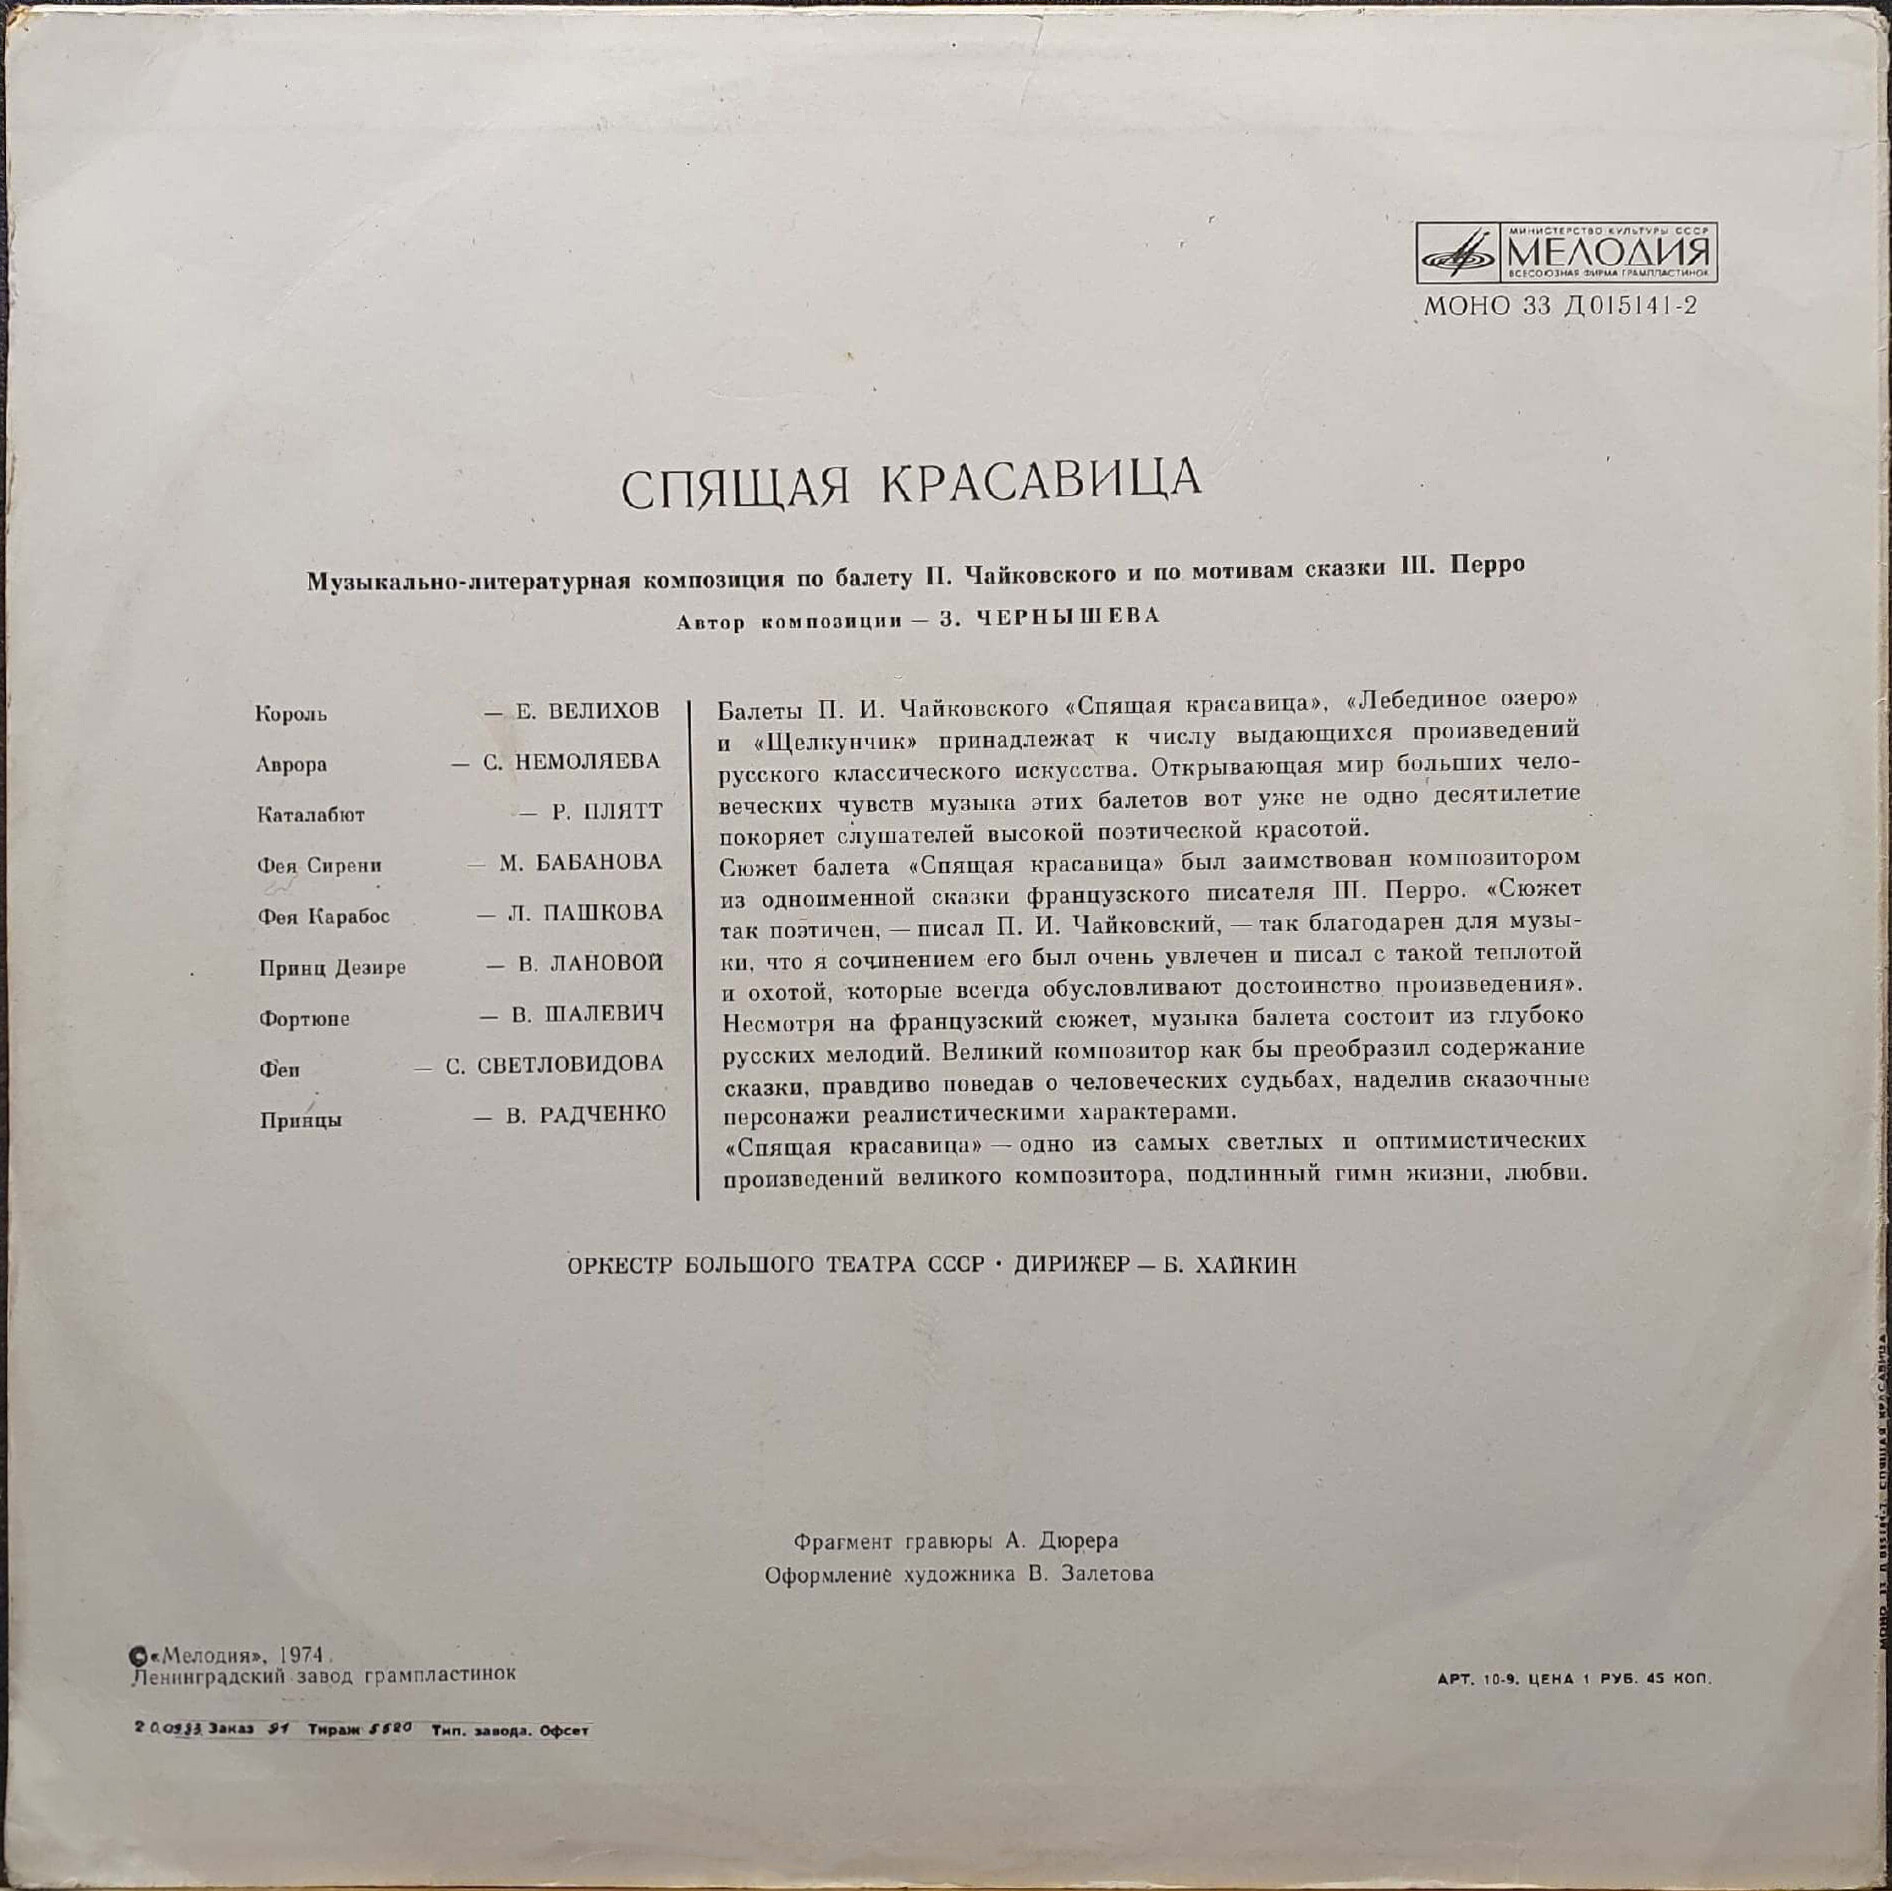 МИНИСТЕРСТВО КУЛЬТУРЫ СССР
МЕЛОДИЯ
ВСЕСОЮЗНАЯ ФИРМА ГРАМПЛАСТИНОК
МОНО 33 Д015141-2
СПЯЩАЯ КРАСАВИЦА
Музыкально-литературная композиция по балету П. Чайковского и по мотивам сказки Ш. Перро
Автор композиции — З. ЧЕРНЫШЕВА
Король — Е. ВЕЛИХОВ
Аврора — С. НЕМОЛЯЕВА
Каталабют — Р. ПЛЯТТ
Фея Сирени — М. БАБАНОВА
Фея Карабос — Л. ПАШКОВА
Принц Дезире — В. ЛАНОВОЙ
Фортюне — В. ШАЛЕВИЧ
Феи — С. СВЕТЛОВИДОВА
Принцы — В. РАДЧЕНКО
Балеты П. И. Чайковского «Спящая красавица», «Лебединое озеро»
и «Щелкунчик» принадлежат к числу выдающихся произведений
русского классического искусства. Открывающая мир больших чело-
веческих чувств музыка этих балетов вот уже не одно десятилетие
покоряет слушателей высокой поэтической красотой.
Сюжет балета «Спящая красавица» был заимствован композитором
из одноименной сказки французского писателя Ш. Перро. «Сюжет
так поэтичен, — писал П. И. Чайковский, — так благодарен для музы-
ки, что я сочинением его был очень увлечен и писал с такой теплотой
и охотой, которые всегда обусловливают достоинство произведения».
Несмотря на французский сюжет, музыка балета состоит из глубоко
русских мелодий. Великий композитор как бы преобразил содержание
сказки, правдиво поведав о человеческих судьбах, наделив сказочные
персонажи реалистическими характерами.
«Спящая красавица» — одно из самых светлых и оптимистических
произведений великого композитора, подлинный гимн жизни, любви.
ОРКЕСТР БОЛЬШОГО ТЕАТРА СССР · ДИРИЖЕР — Б. ХАЙКИН
Фрагмент гравюры А. Дюрера
Оформление художника В. Залетова
©«Мелодия», 1974
Ленинградский завод грампластинок
АРТ. 10-9. ЦЕНА 1 РУБ. 45 КОП.
Заказ 91 Тираж 5520 Тип. завода. Офсет
СПЯЩАЯ КРАСАВИЦА